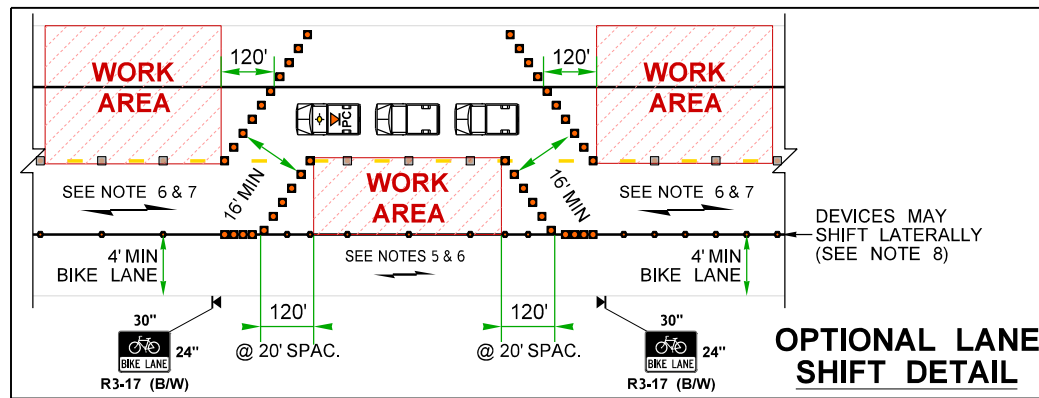 120'
120'
WORK
AREA
WORK
AREA
PC
16' MIN
16' MIN
SEE NOTE 6 & 7
SEE NOTE 6 & 7
WORK
AREA
DEVICES MAY
SHIFT LATERALLY
(SEE NOTE 8)
4' MIN
BIKE LANE
SEE NOTES 5 & 6
4' MIN
BIKE LANE
120'
@ 20' SPAC.
120'
@ 20' SPAC.
30"
24"
BIKE LANE
R3-17 (B/W)
30"
24"
BIKE LANE
R3-17 (B/W)
OPTIONAL LANE
SHIFT DETAIL